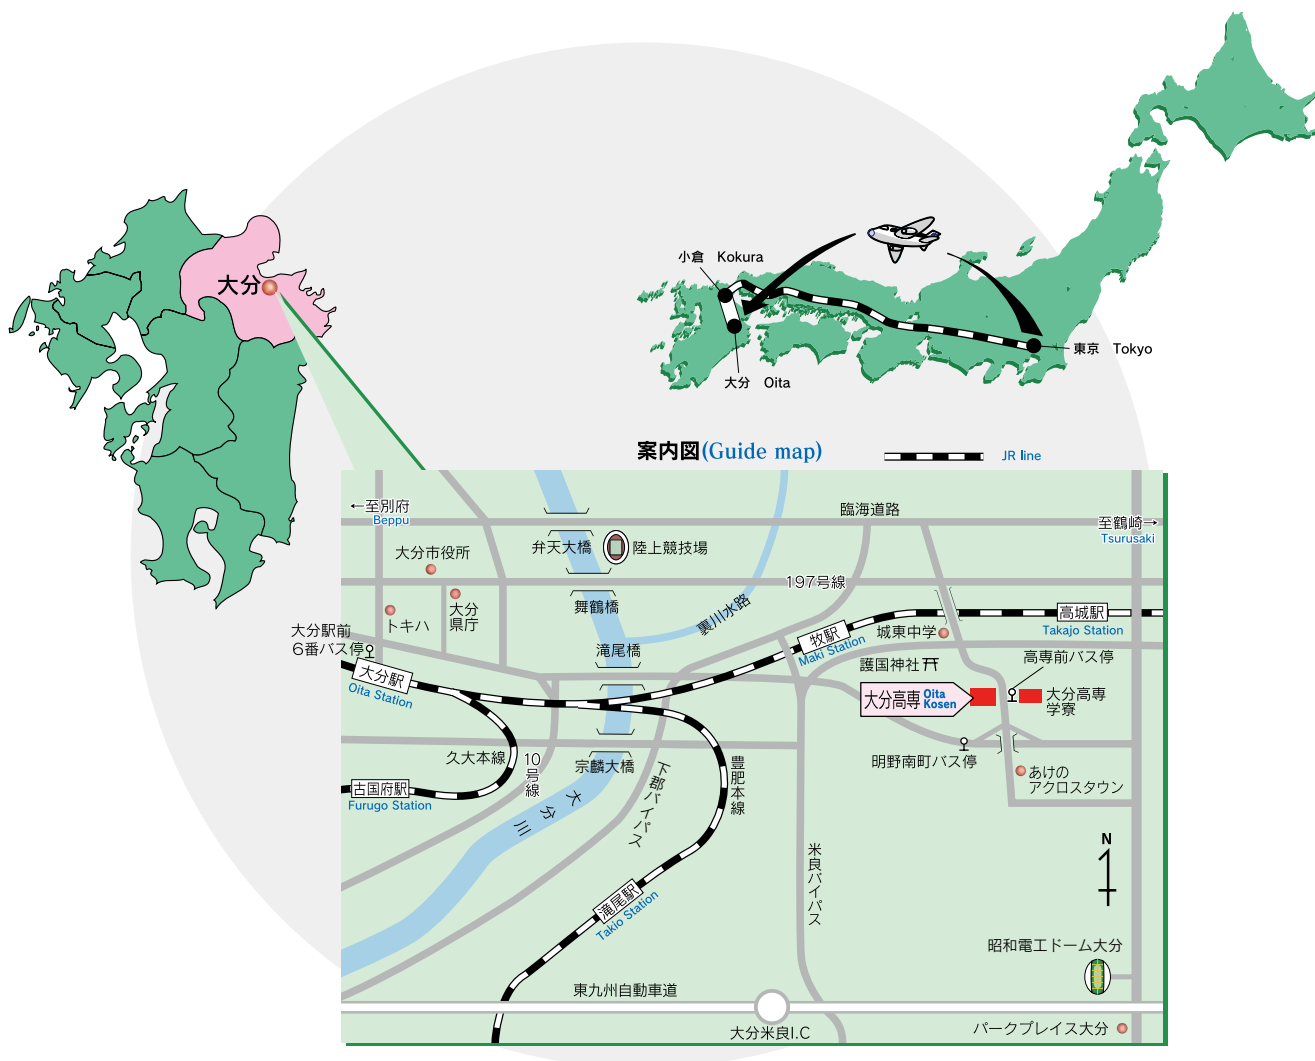 大分
小倉 Kokura
東京 Tokyo
大分 Oita
案内図(Guide map)
JR line
←至別府
Beppu
臨海道路
至鶴崎→
Tsurusaki
大分市役所
弁天大橋
陸上競技場
197号線
トキハ
大分
県庁
舞鶴橋
裏川水路
大分駅前
6番バス停
滝尾橋
牧駅
Maki Station
城東中学
高城駅
Takajo Station
護国神社
高専前バス停
大分駅
Oita Station
大分高専 Oita
Kosen
大分高専
学寮
久大本線
10号線
宗麟大橋
下郡バイパス
豊肥本線
明野南町バス停
あけの
アクロスタウン
古国府駅
Furugo Station
大分川
米良バイパス
N
滝尾駅
Takio Station
昭和電工ドーム大分
東九州自動車道
大分米良I.C
パークプレイス大分